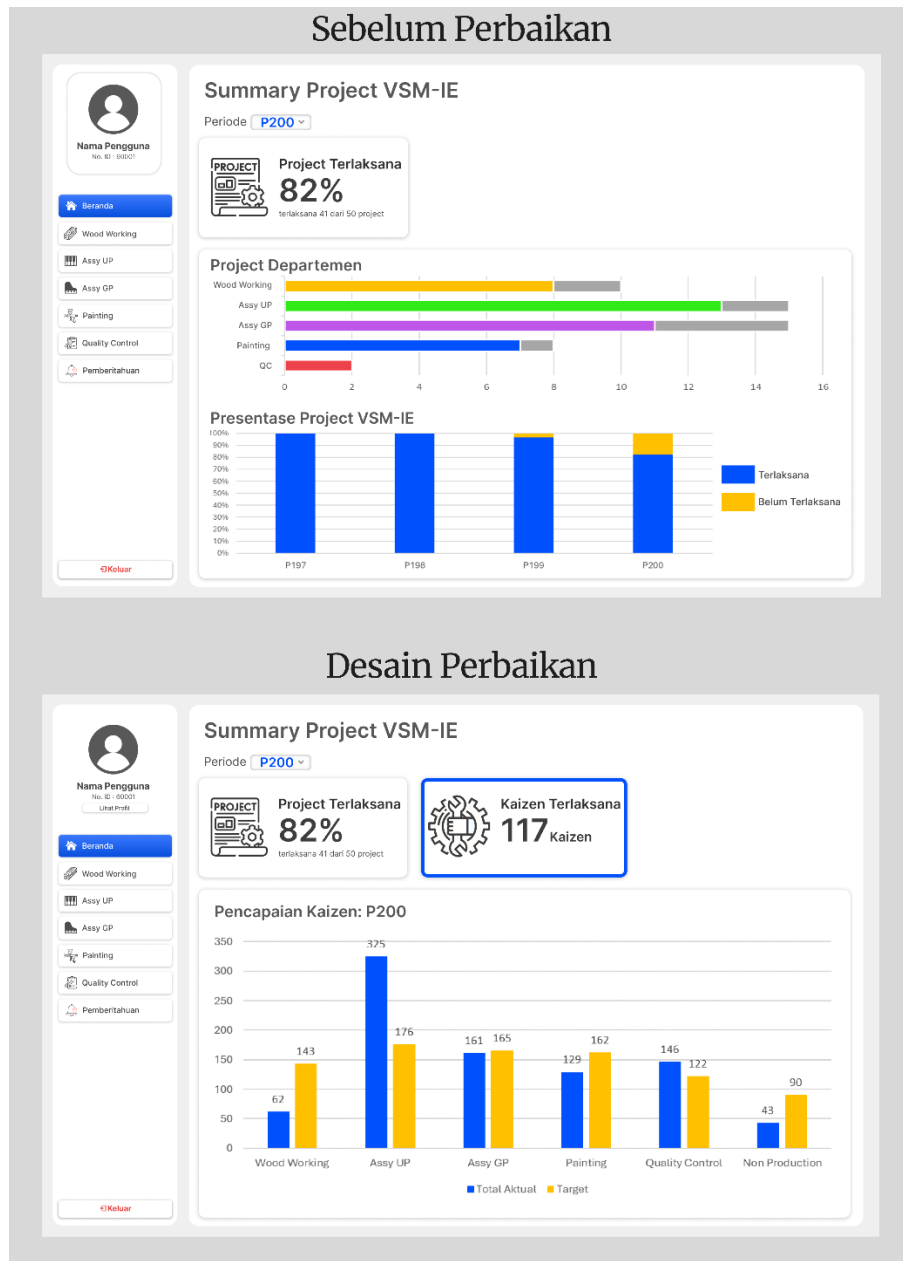 Sebelum Perbaikan
Nama Pengguna
No. ID : 60001
Beranda
Wood Working
Assy UP
Assy GP
Painting
Quality Control
Pemberitahuan
Keluar
Summary Project VSM-IE
Periode P200
PROJECT
Project Terlaksana
82%
terlaksana 41 dari 50 project
Project Departemen
Wood Working
Assy UP
Assy GP
Painting
QC
0 2 4 6 8 10 12 14 16
Presentase Project VSM-IE
100%
90%
80%
70%
60%
50%
40%
30%
20%
10%
0%
P197 P198 P199 P200
Terlaksana
Belum Terlaksana
Desain Perbaikan
Nama Pengguna
No. ID : 60001
Lihat Profil
Beranda
Wood Working
Assy UP
Assy GP
Painting
Quality Control
Pemberitahuan
Keluar
Summary Project VSM-IE
Periode P200
PROJECT
Project Terlaksana
82%
terlaksana 41 dari 50 project
Kaizen Terlaksana
117 Kaizen
Pencapaian Kaizen: P200
350
300
250
200
150
100
50
0
62 143
325 176
161 165
129 162
146 122
43 90
Wood Working Assy UP Assy GP Painting Quality Control Non Production
Total Aktual Target